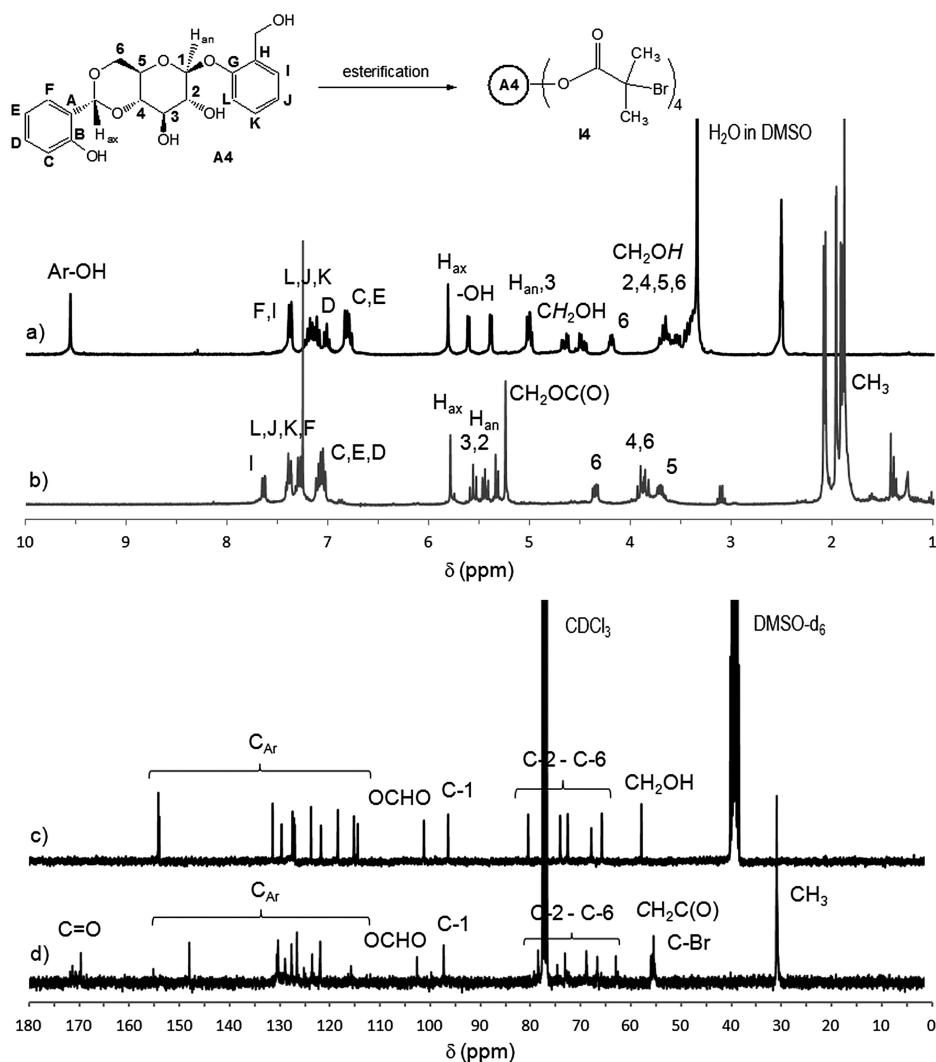 OH
H
an
6
5
O
1
O
G
H
I
J
K
L
2
3
4
OH
OH
O
O
F
A
E
D
C
B
OH
H
ax
A4
esterification
A4 ( O O Br ) 4
I4
H2O in DMSO
Ar-OH
F,I
L,J,K
D
C,E
Hax
-OH
Han,3
CH2OH
6
CH2OH
2,4,5,6
a)
I
L,J,K,F
C,E,D
Hax
3,2
Han
CH2OC(O)
6
4,6
5
CH3
b)
10 9 8 7 6 5 4 3 2 1
δ (ppm)
CDCl3
DMSO-d6
CAr
OCHO
C-1
C-2 - C-6
CH2OH
c)
C=O
CAr
OCHO
C-1
C-2 - C-6
CH2C(O)
C-Br
CH3
d)
180 170 160 150 140 130 120 110 100 90 80 70 60 50 40 30 20 10 0
δ (ppm)